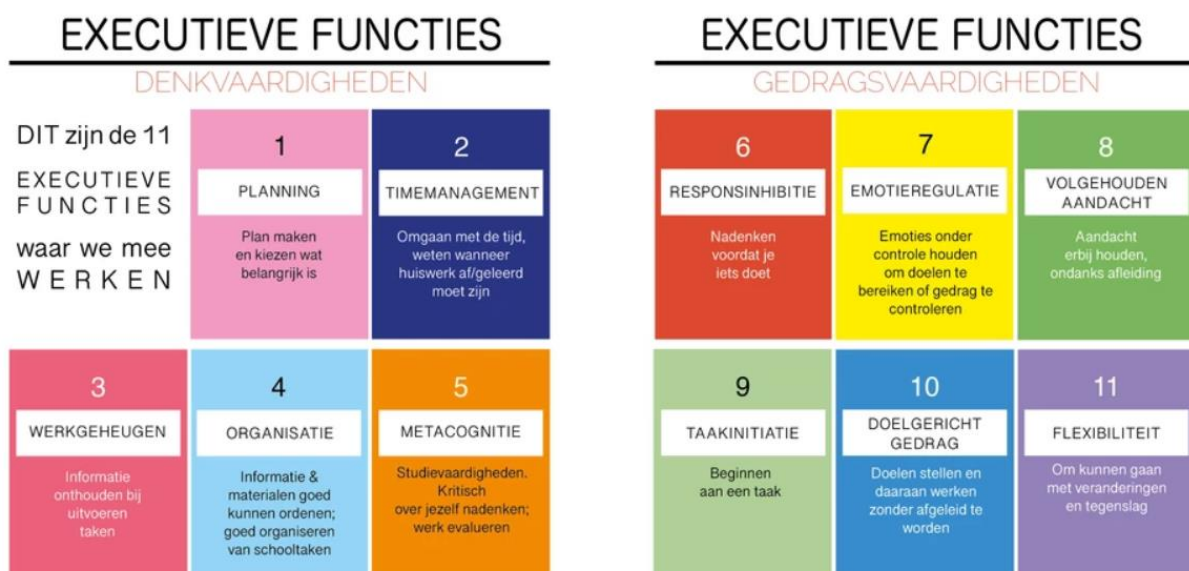 EXECUTIEVE FUNCTIES
DENKVAARDIGHEDEN
DIT zijn de 11
EXECUTIEVE
FUNCTIES
waar we mee
WERKEN
1
PLANNING
Plan maken
en kiezen wat
belangrijk is
2
TIMEMANAGEMENT
Omgaan met de tijd,
weten wanneer
huiswerk af/geleerd
moet zijn
3
WERKGEHEUGEN
Informatie
onthouden bij
uitvoeren
taken
4
ORGANISATIE
Informatie &
materialen goed
kunnen ordenen;
goed organiseren
van schooltaken
5
METACOGNITIE
Studievaardigheden.
Kritisch
over jezelf nadenken;
werk evalueren
EXECUTIEVE FUNCTIES
GEDRAGSVAARDIGHEDEN
6
RESPONSINHIBITIE
Nadenken
voordat je
iets doet
7
EMOTIEREGULATIE
Emoties onder
controle houden
om doelen te
bereiken of gedrag te
controleren
8
VOLGEHOUDEN
AANDACHT
Aandacht
erbij houden,
ondanks afleiding
9
TAAKINITIATIE
Beginnen
aan een taak
10
DOELGERICHT
GEDRAG
Doelen stellen en
daaraan werken
zonder afgeleid te
worden
11
FLEXIBILITEIT
Om kunnen gaan
met veranderingen
en tegenslag